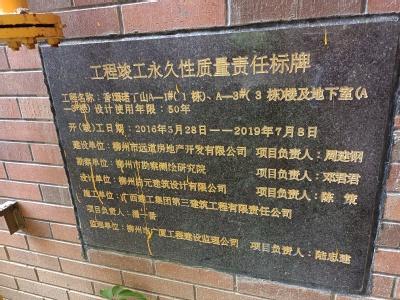 工程竣工永久性质量责任标牌
工程名称：香颂诺丁山A—1#(1栋)、A—3#(3栋)楼及地下室(A
设计使用年限：50年
开(竣)工日期：2016年5月28日---2019年7月8日
建设单位：柳州市远道房地产开发有限公司 项目负责人：周建钢
勘察单位：柳州市勘察测绘研究院 项目负责人：邓君君
设计单位：柳州市元建筑设计有限公司 项目负责人：陈
施工单位：广西建工集团第三建筑工程有限责任公司
项目负责人：潘一
监理单位：柳州市广厦工程建设监理公司 项目负责人：陆思建